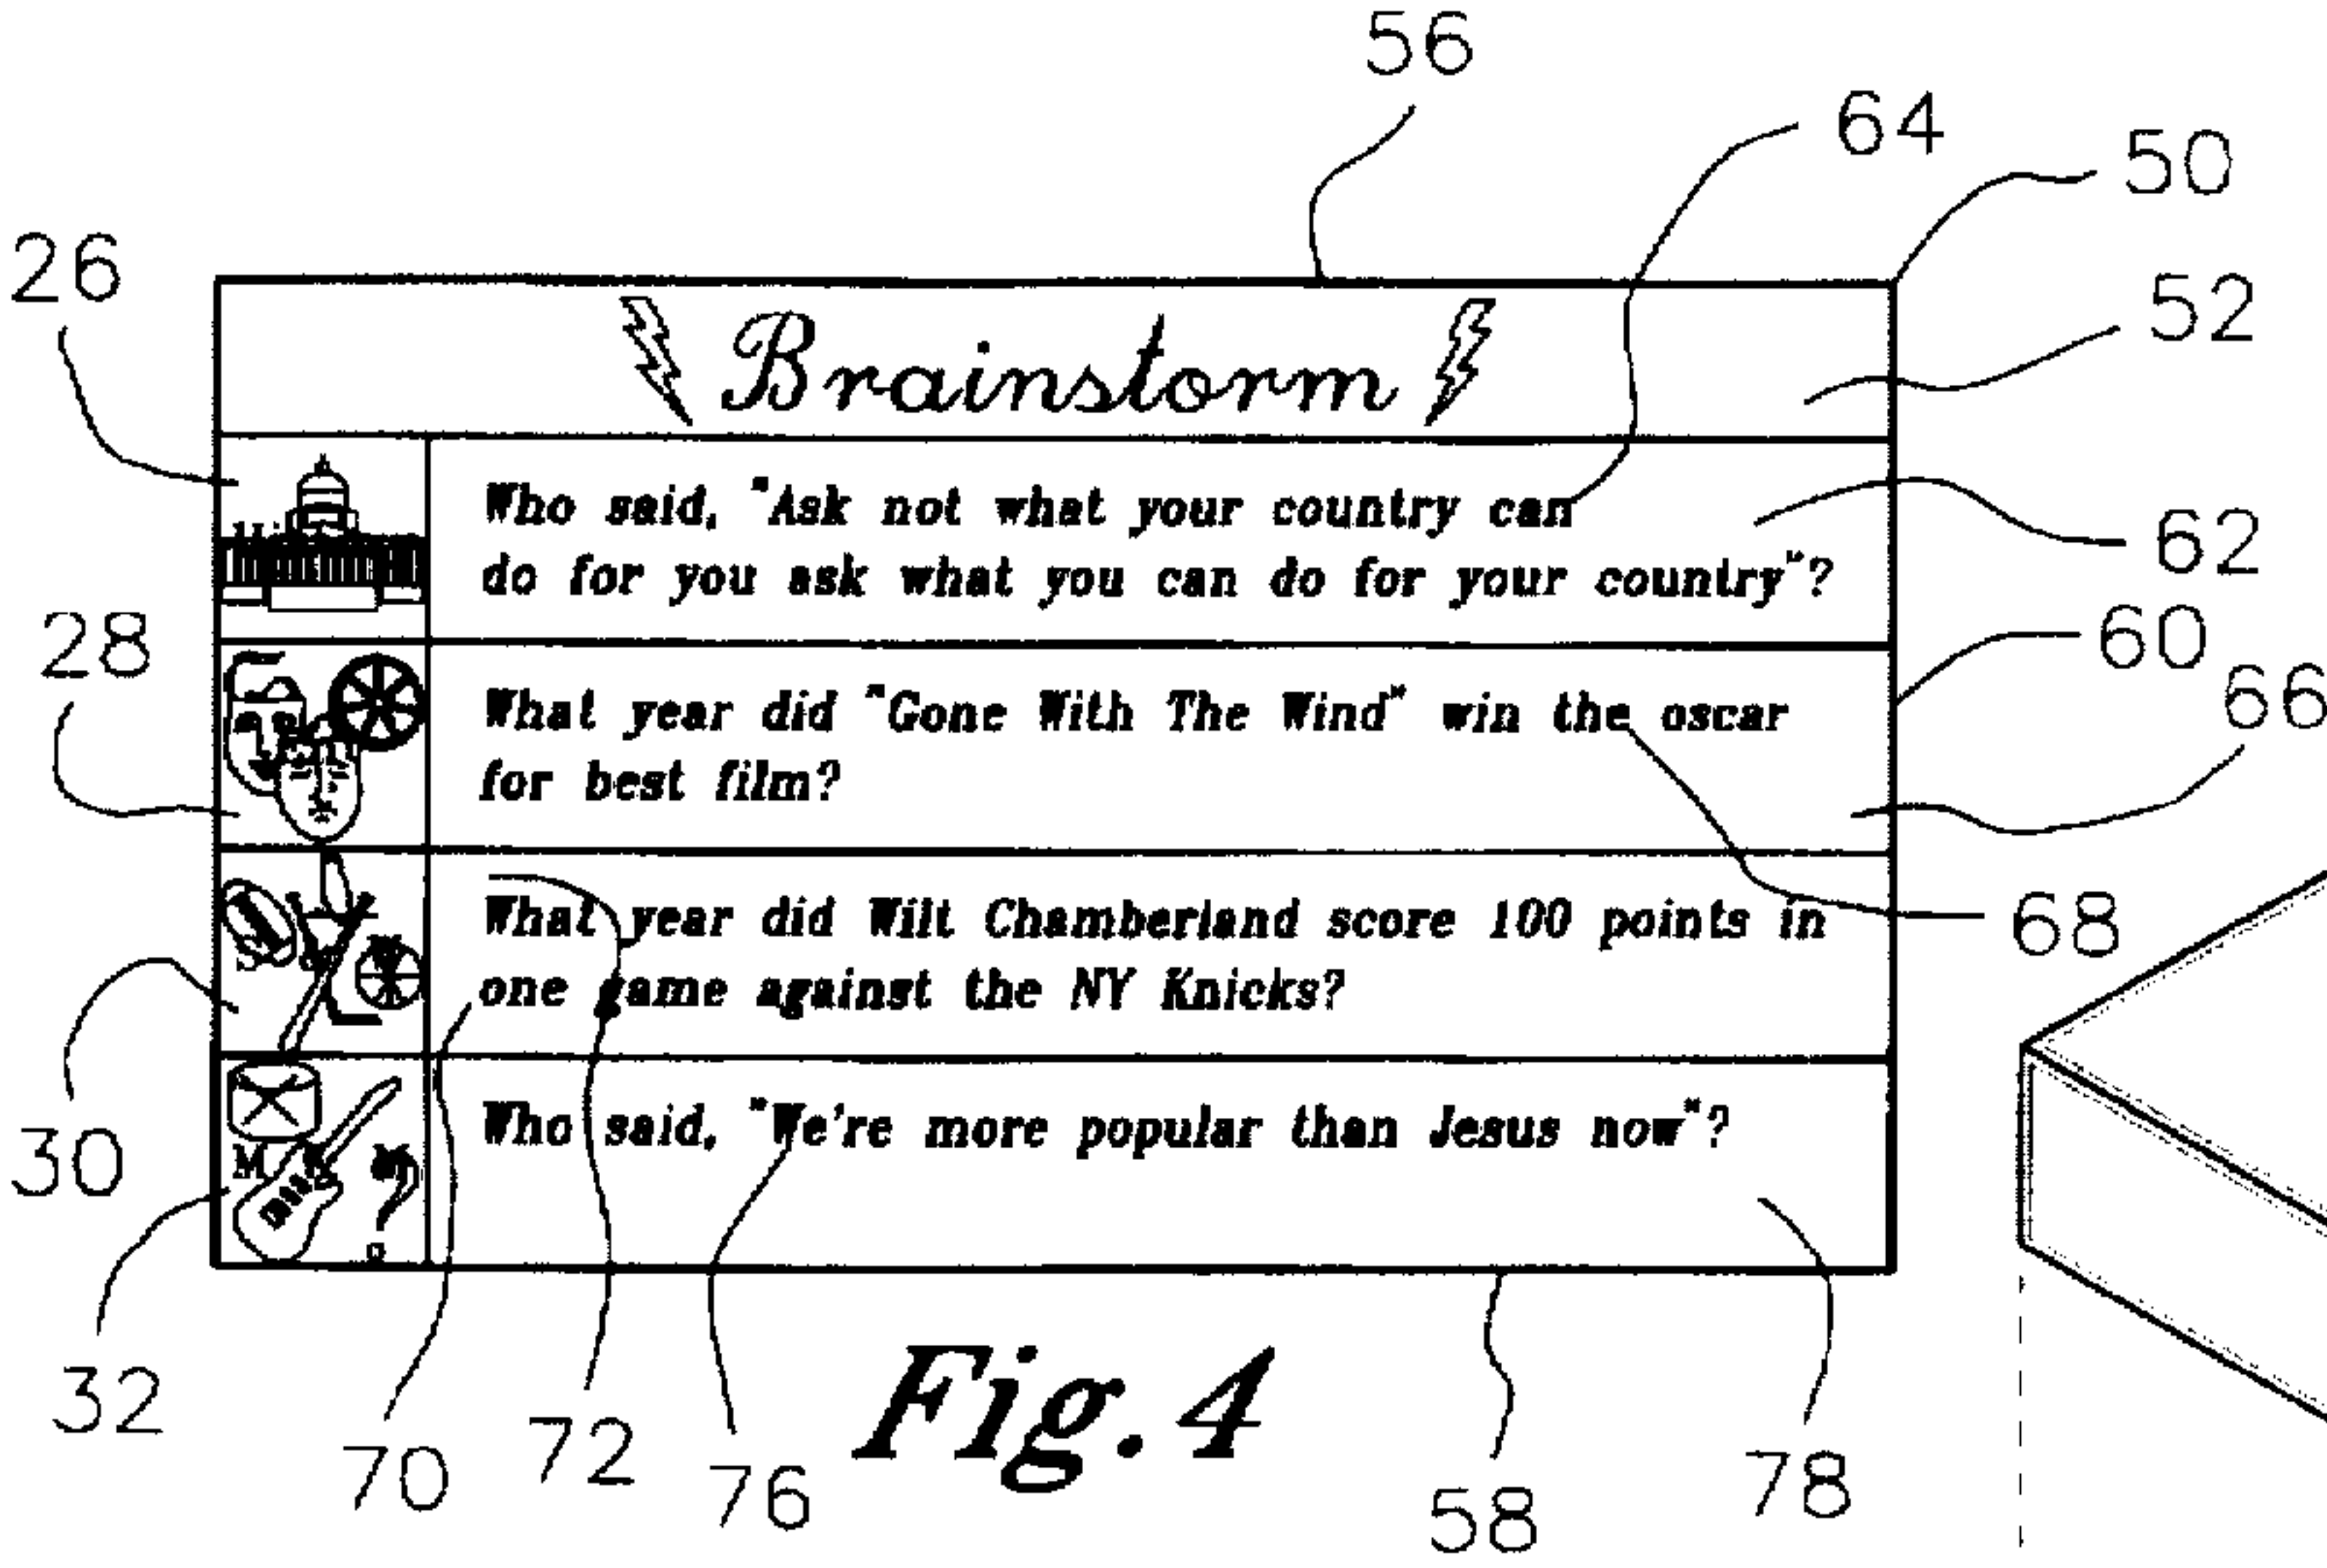 56
64
50
26
52
Brainstorm
Who said, "Ask not what your country can
do for you ask what you can do for your country"?
62
28
60
66
What year did "Gone With The Wind" win the oscar
for best film?
What year did Wilt Chamberland score 100 points in
one game against the NY Knicks?
68
30
Who said, "We're more popular than Jesus now"?
32
70
72
76
Fig.4
58
78